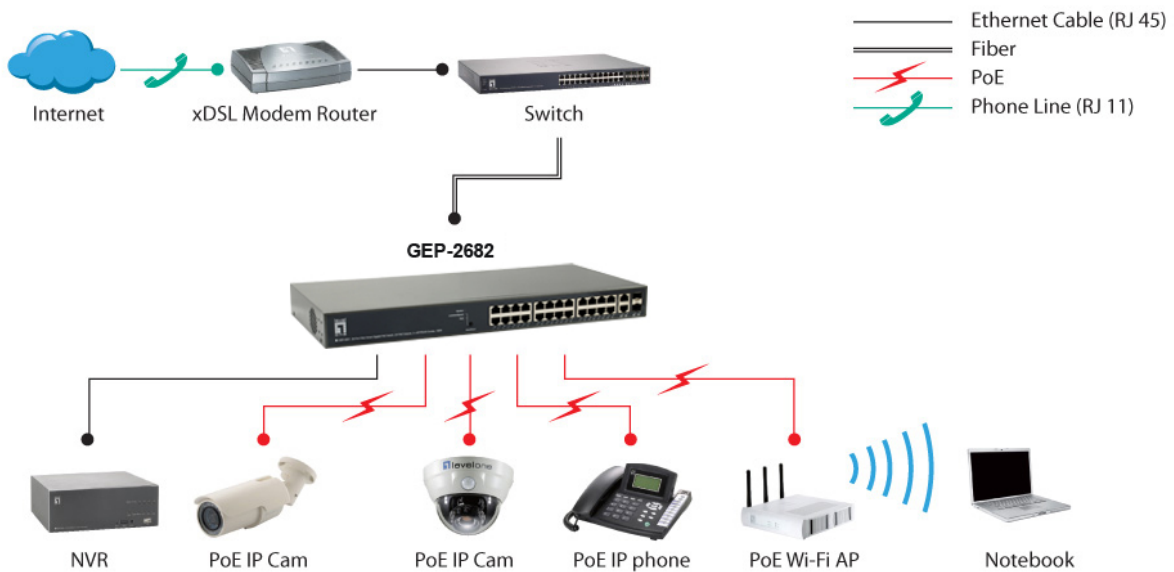 Ethernet Cable (RJ 45)
Fiber
PoE
Phone Line (RJ 11)
Internet
xDSL Modem Router
Switch
GEP-2682
levelone
NVR
PoE IP Cam
PoE IP Cam
PoE IP phone
PoE Wi-Fi AP
Notebook